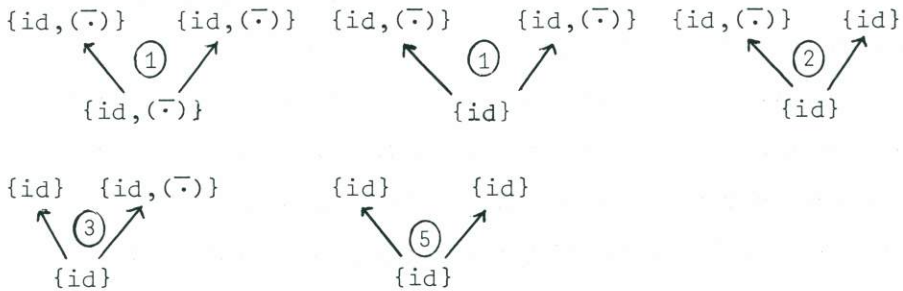 {id,(⁻·)} {id,(⁻·)} {id,(⁻·)} {id,(⁻·)} {id,(⁻·)} {id}
① ① ②
{id,(⁻·)} {id} {id}
{id} {id,(⁻·)} {id} {id}
③ ⑤
{id} {id}